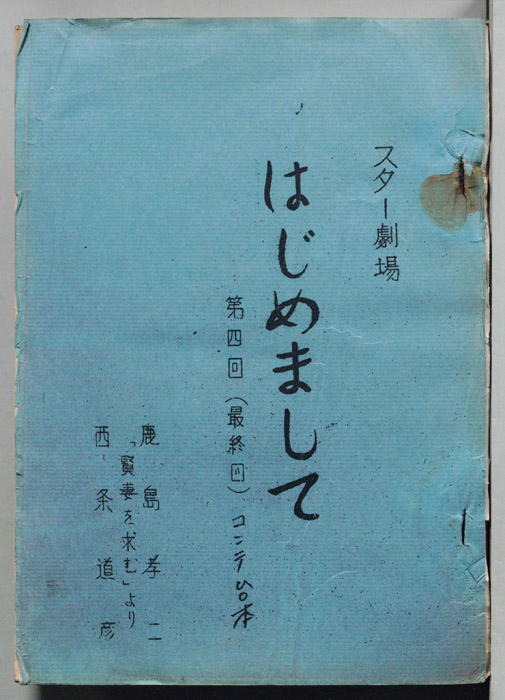 スター劇場
はじめまして
第四回(最終回)コンテ台本
鹿島孝二
「賢妻を求む」より
西条道彦